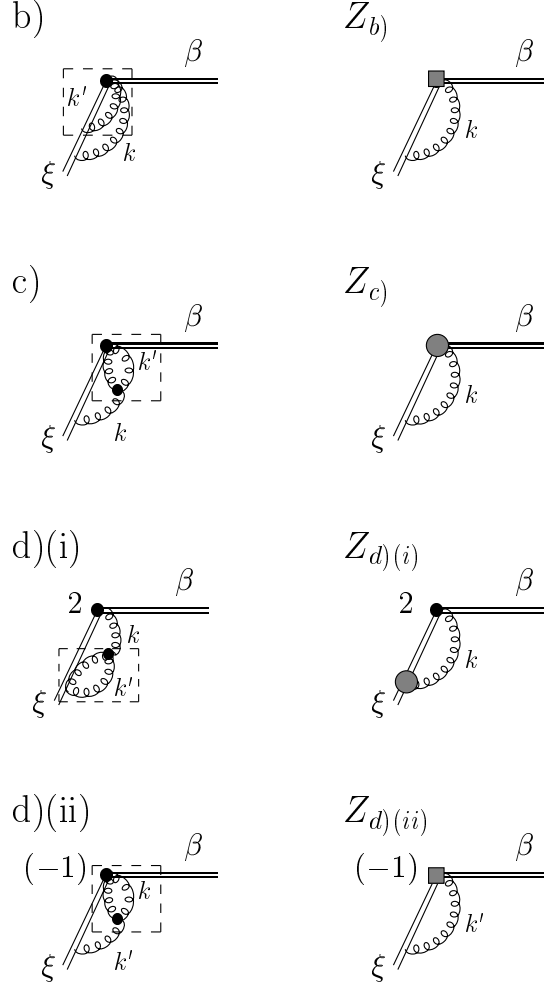 b) Z_{b)}
β
k′
k k
ξ ξ
c) Z_{c)}
β β
k′
k k
ξ ξ
d)(i) Z_{d)(i)}
β β
2 2
k k
k′
ξ ξ
d)(ii) Z_{d)(ii)}
β β
(−1) (−1)
k
k′ k′
ξ ξ